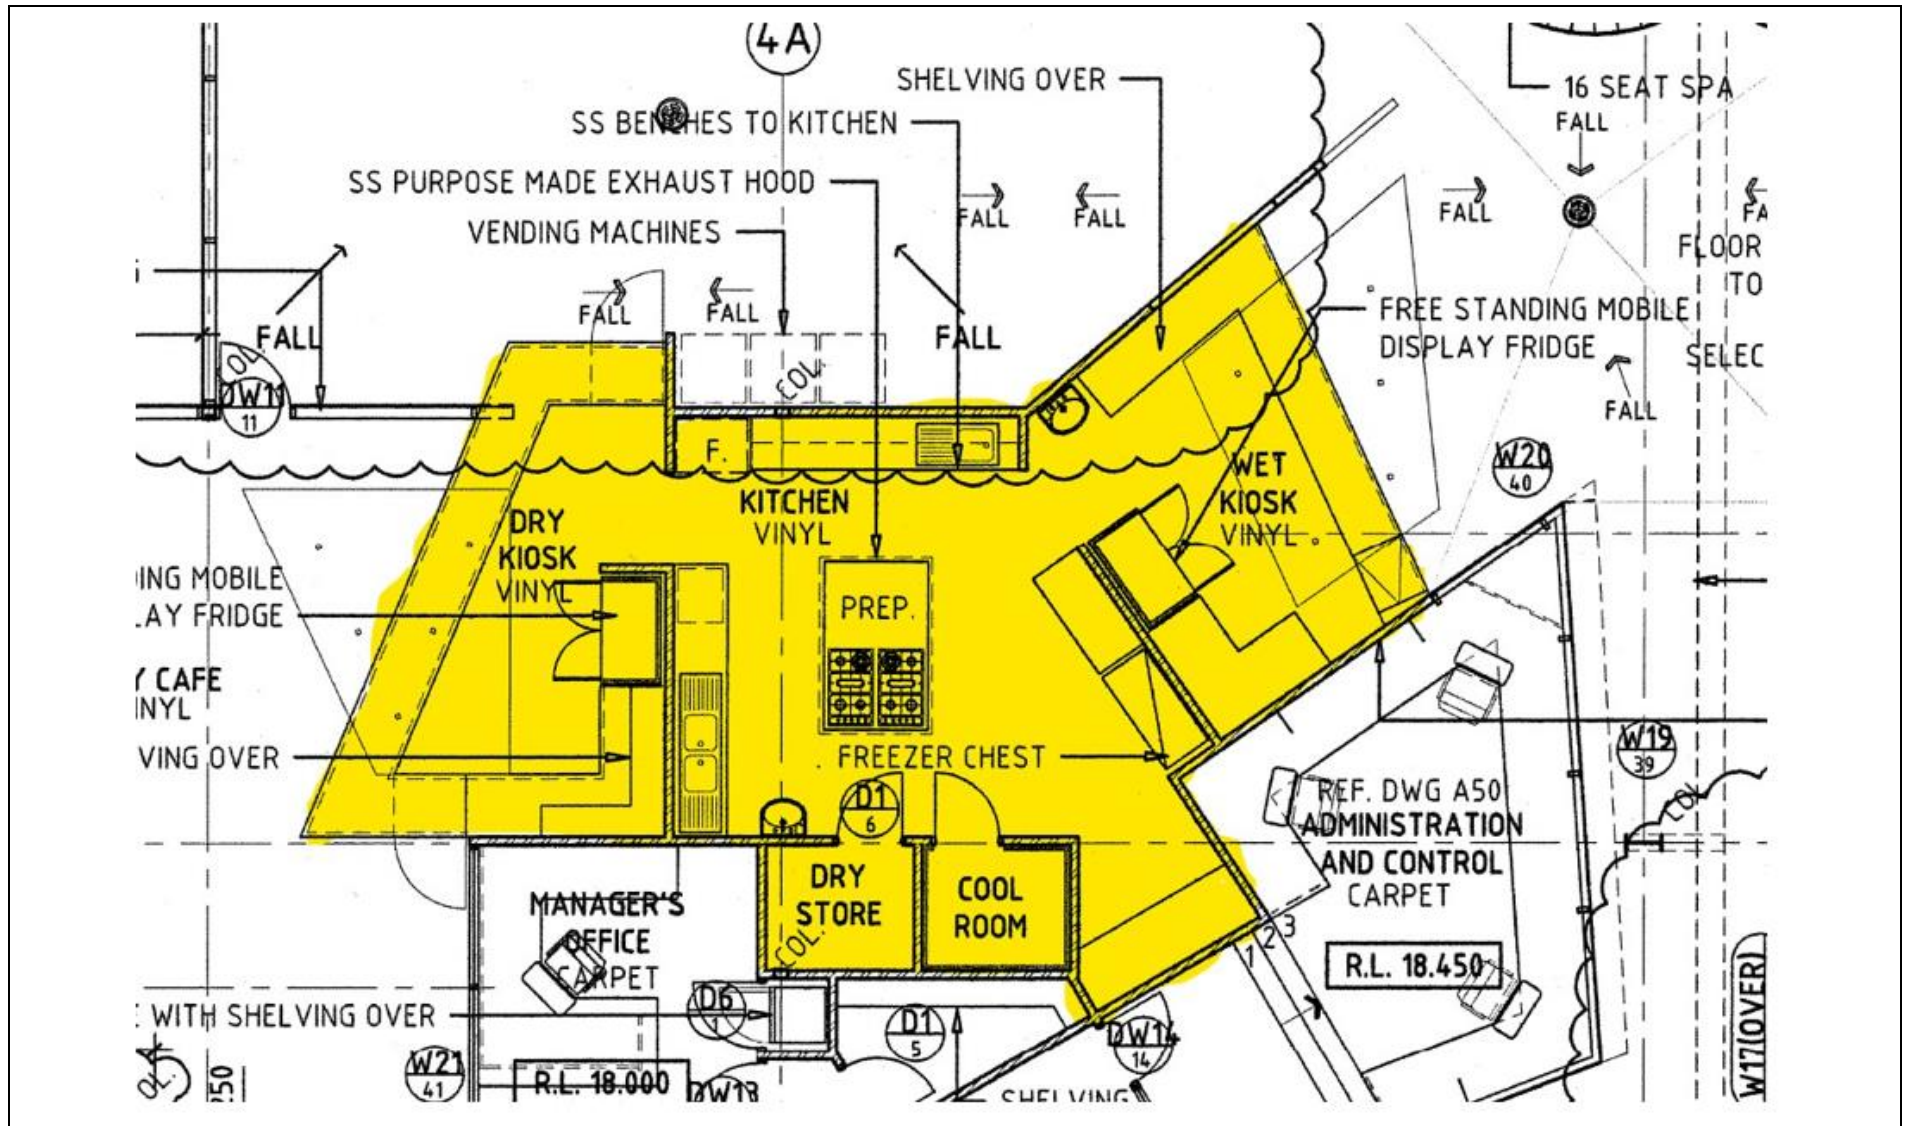 4A
SHELVING OVER
16 SEAT SPA
SS BENCHES TO KITCHEN
FALL
SS PURPOSE MADE EXHAUST HOOD
FALL
FALL
FALL
FA
VENDING MACHINES
FLOOR
TO
FALL
FALL
FALL
FALL
FREE STANDING MOBILE
DISPLAY FRIDGE
SELEC
COL.
COL.
DW11
11
FALL
F.
WET
KIOSK
VINYL
W20
40
KITCHEN
VINYL
DRY
KIOSK
VINYL
ING MOBILE
LAY FRIDGE
PREP.
Y CAFE
INYL
VING OVER
FREEZER CHEST
W19
39
COL.
D1
6
REF. DWG A50
ADMINISTRATION
AND CONTROL
CARPET
DRY
STORE
COOL
ROOM
MANAGER'S
OFFICE
CARPET
COL.
1 2 3
R.L. 18.450
E WITH SHELVING OVER
D6
1
D1
5
DW14
14
W17(OVER)
W21
41
R.L. 18.000
DW13
SHELVING
50